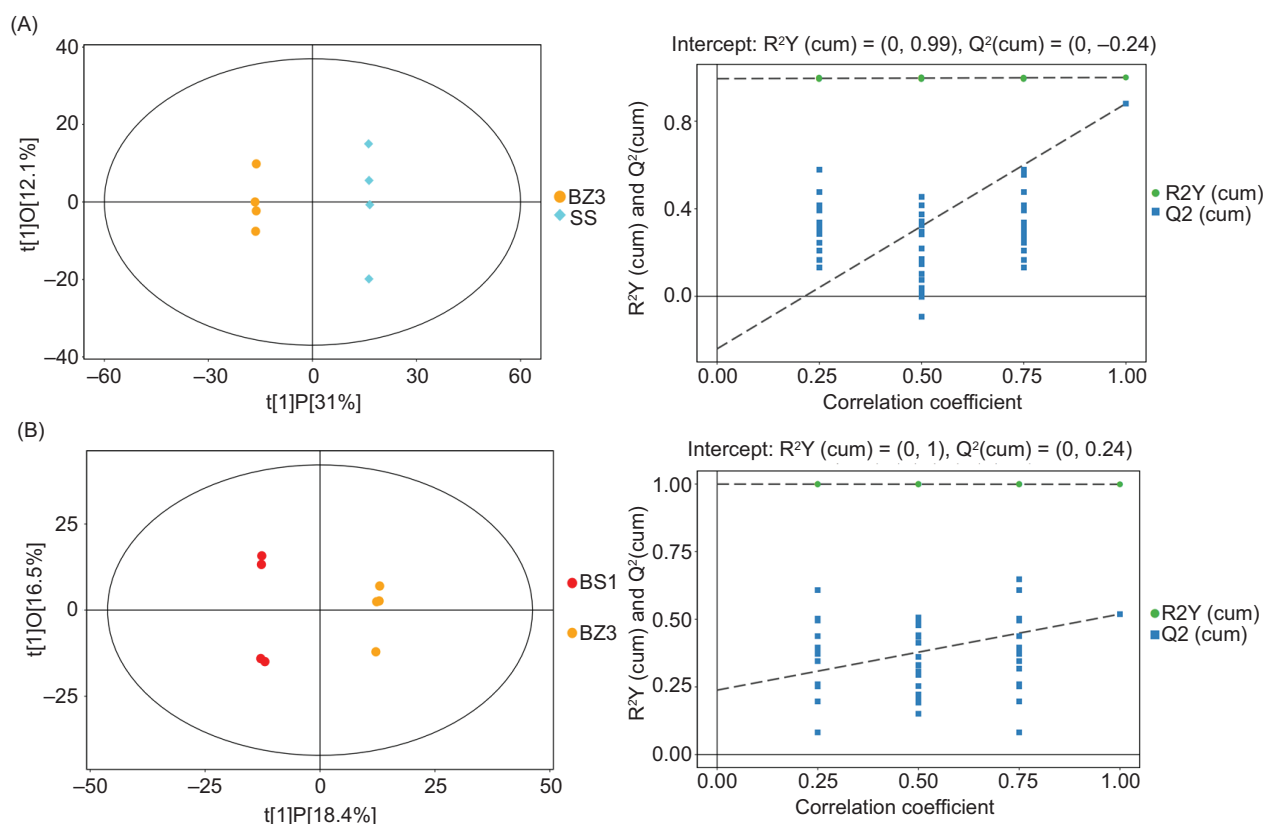 (A)
40
20
0
–20
–40
t[1]O[12.1%]
–60
–30
0
30
60
t[1]P[31%]
BZ3
SS
Intercept: R²Y (cum) = (0, 0.99), Q²(cum) = (0, –0.24)
0.8
0.4
0.0
R²Y (cum) and Q²(cum)
0.00
0.25
0.50
0.75
1.00
Correlation coefficient
R2Y (cum)
Q2 (cum)
(B)
25
0
–25
t[1]O[16.5%]
–50
–25
0
25
50
t[1]P[18.4%]
BS1
BZ3
Intercept: R²Y (cum) = (0, 1), Q²(cum) = (0, 0.24)
1.00
0.75
0.50
0.25
0.00
R²Y (cum) and Q²(cum)
0.00
0.25
0.50
0.75
1.00
Correlation coefficient
R2Y (cum)
Q2 (cum)